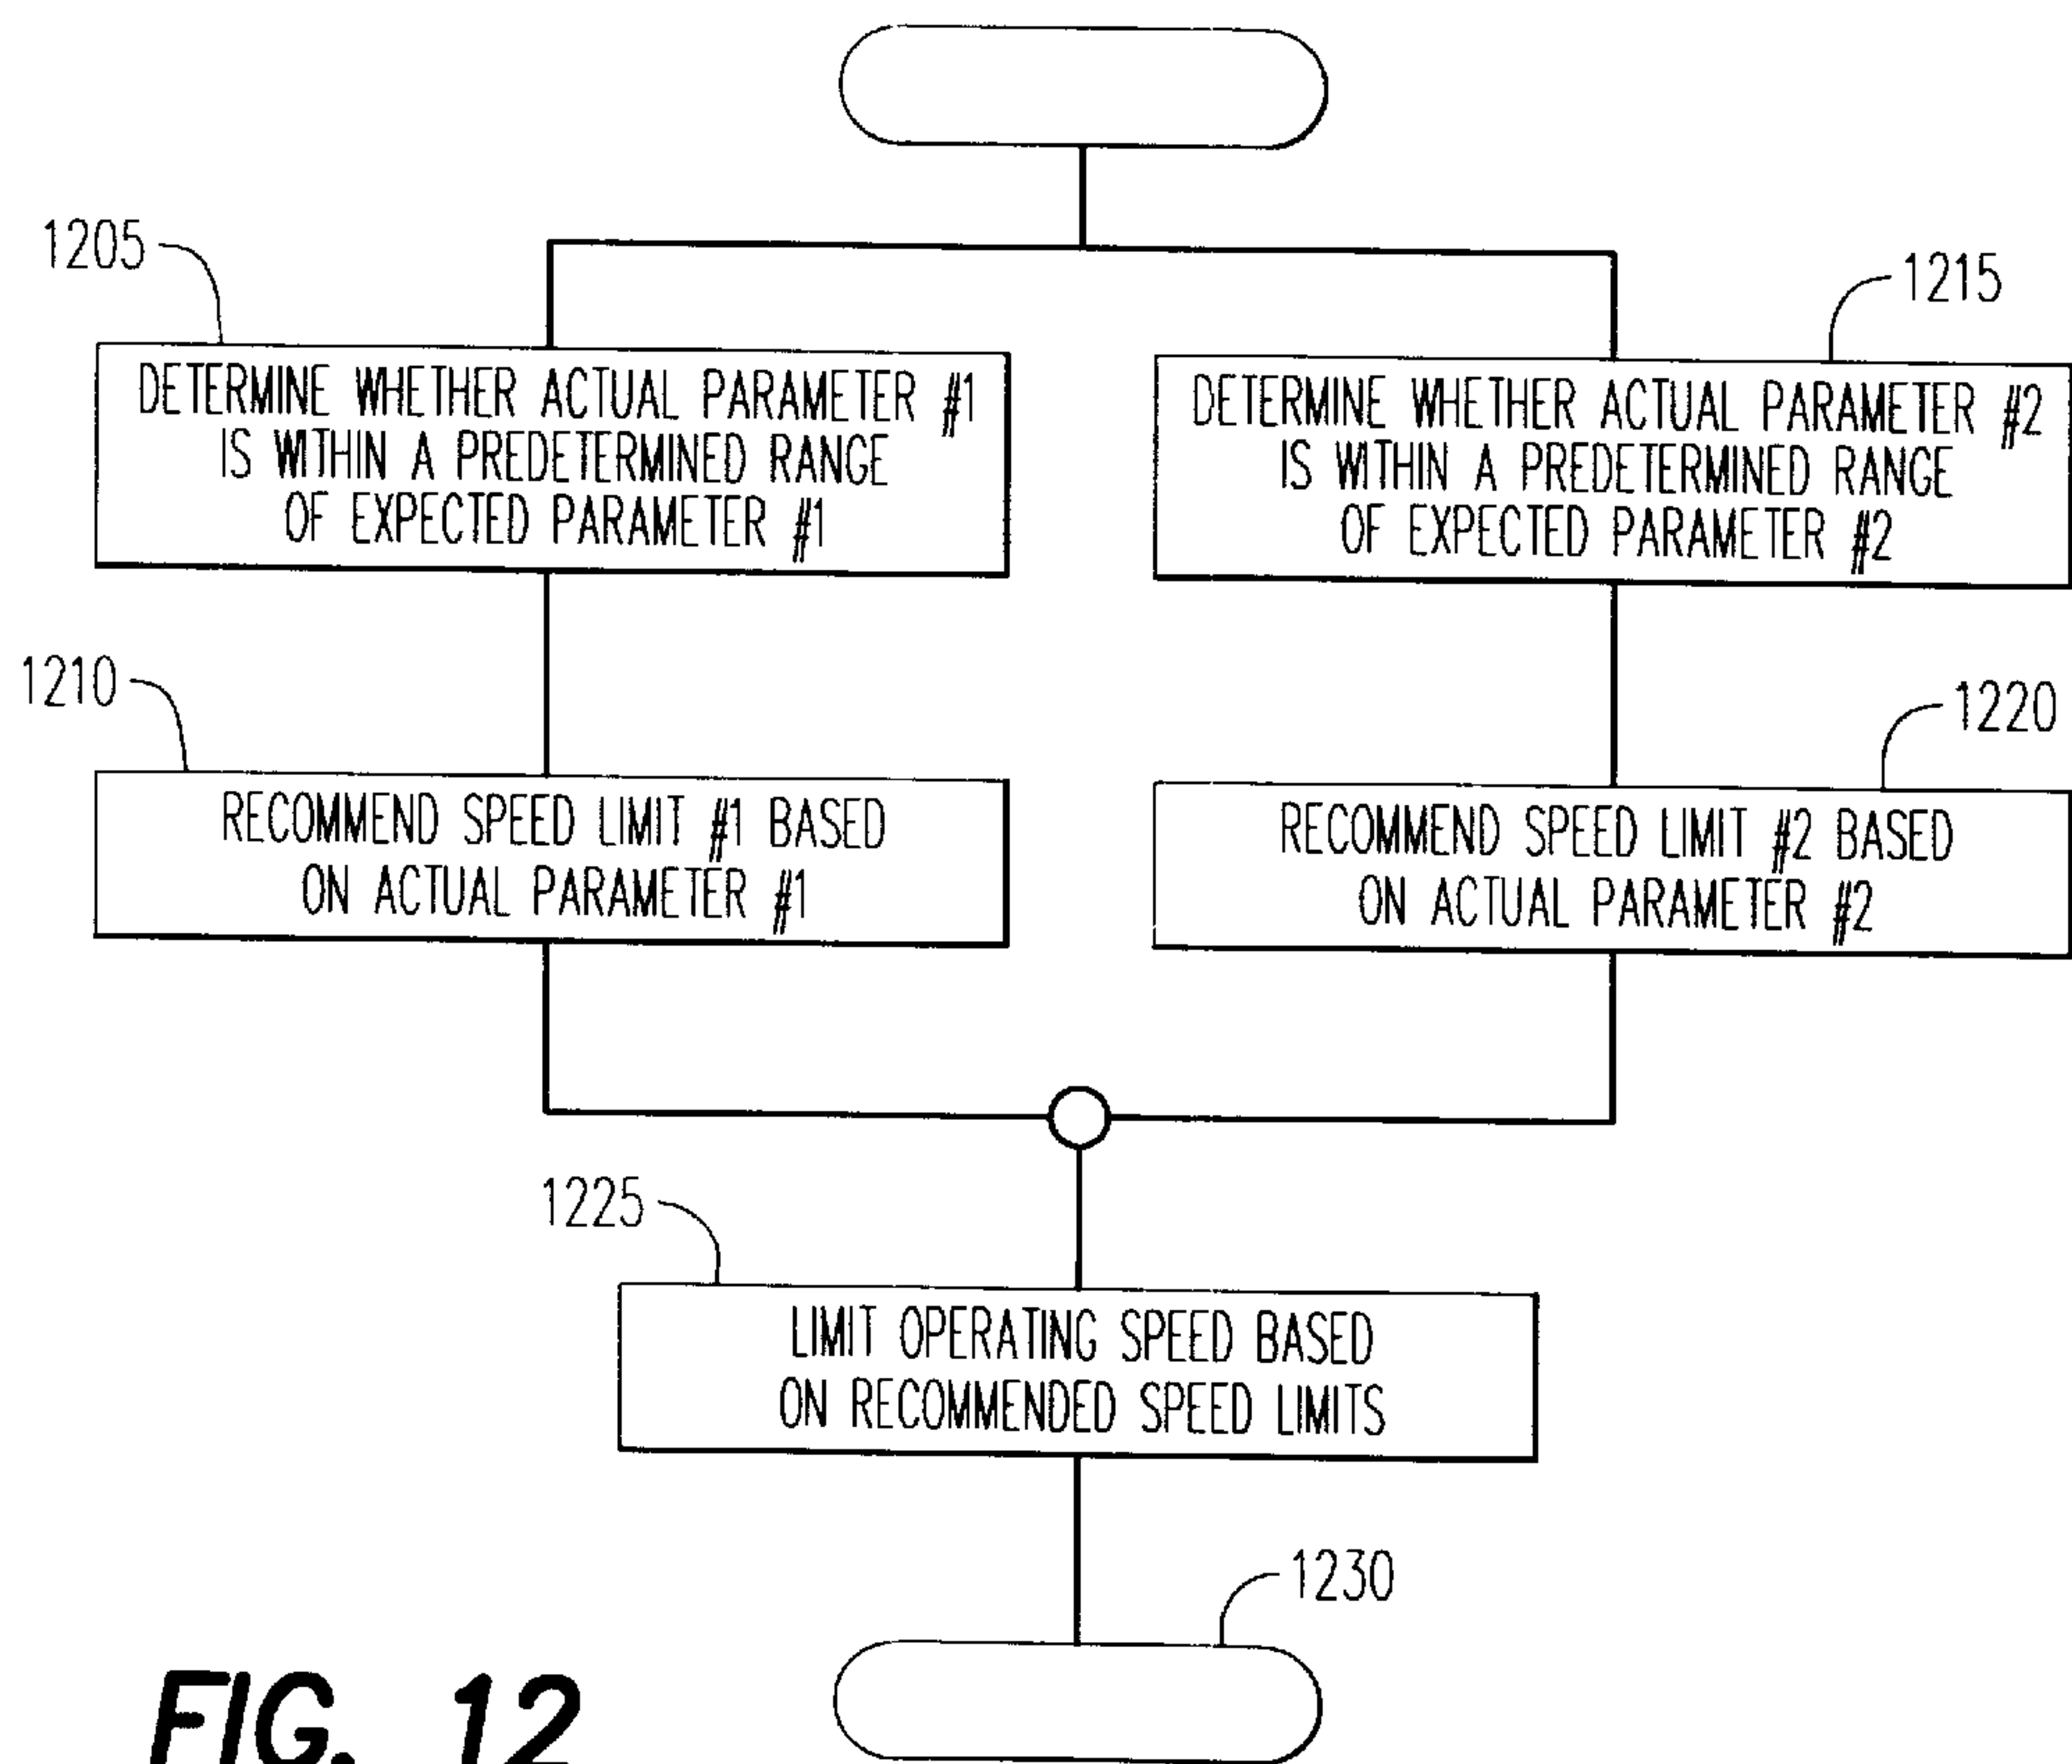 1205
DETERMINE WHETHER ACTUAL PARAMETER #1
IS WITHIN A PREDETERMINED RANGE
OF EXPECTED PARAMETER #1
1215
DETERMINE WHETHER ACTUAL PARAMETER #2
IS WITHIN A PREDETERMINED RANGE
OF EXPECTED PARAMETER #2
1210
RECOMMEND SPEED LIMIT #1 BASED
ON ACTUAL PARAMETER #1
1220
RECOMMEND SPEED LIMIT #2 BASED
ON ACTUAL PARAMETER #2
1225
LIMIT OPERATING SPEED BASED
ON RECOMMENDED SPEED LIMITS
1230
FIG. 12